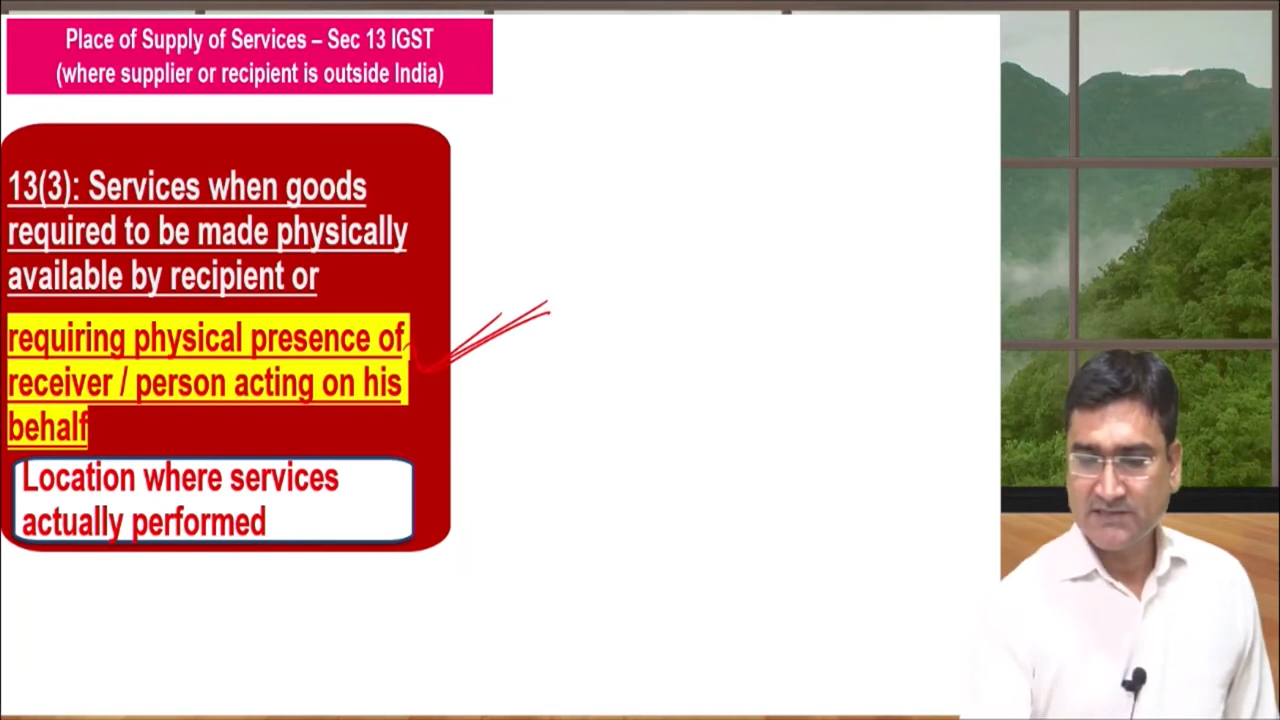 Place of Supply of Services – Sec 13 IGST
(where supplier or recipient is outside India)
13(3): Services when goods
required to be made physically
available by recipient or
requiring physical presence of
receiver / person acting on his
behalf
Location where services
actually performed